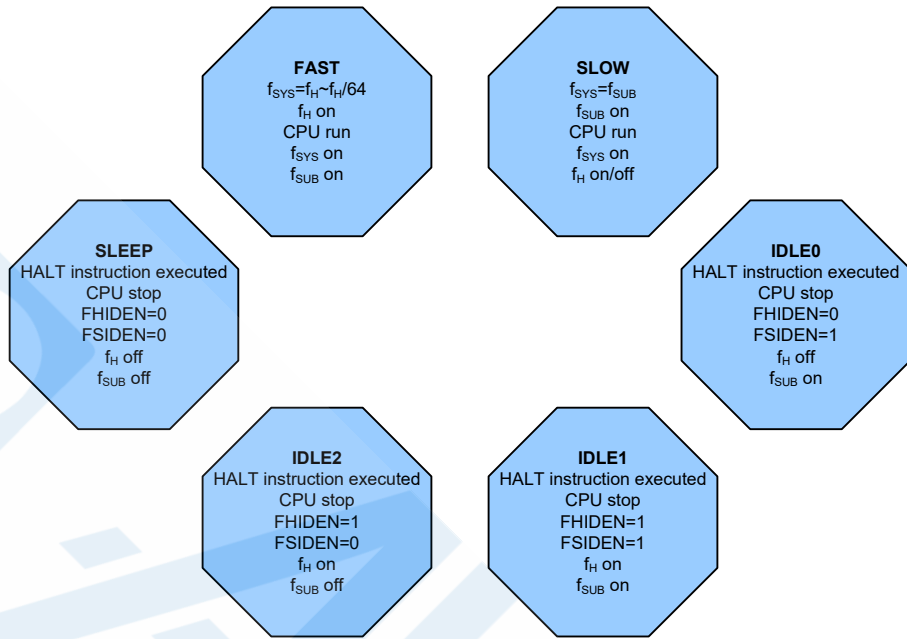 FAST
fSYS=fH~fH/64
fH on
CPU run
fSYS on
fSUB on
SLOW
fSYS=fSUB
fSUB on
CPU run
fSYS on
fH on/off
SLEEP
HALT instruction executed
CPU stop
FHIDEN=0
FSIDEN=0
fH off
fSUB off
IDLE0
HALT instruction executed
CPU stop
FHIDEN=0
FSIDEN=1
fH off
fSUB on
IDLE2
HALT instruction executed
CPU stop
FHIDEN=1
FSIDEN=0
fH on
fSUB off
IDLE1
HALT instruction executed
CPU stop
FHIDEN=1
FSIDEN=1
fH on
fSUB on